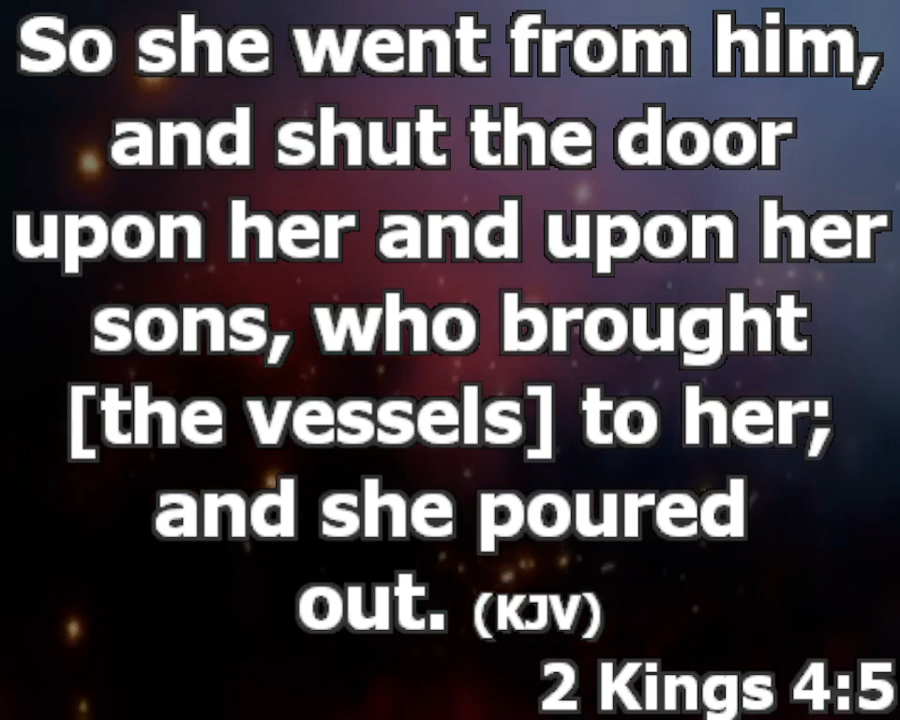 So she went from him,
and shut the door
upon her and upon her
sons, who brought
[the vessels] to her;
and she poured
out. (KJV)
2 Kings 4:5